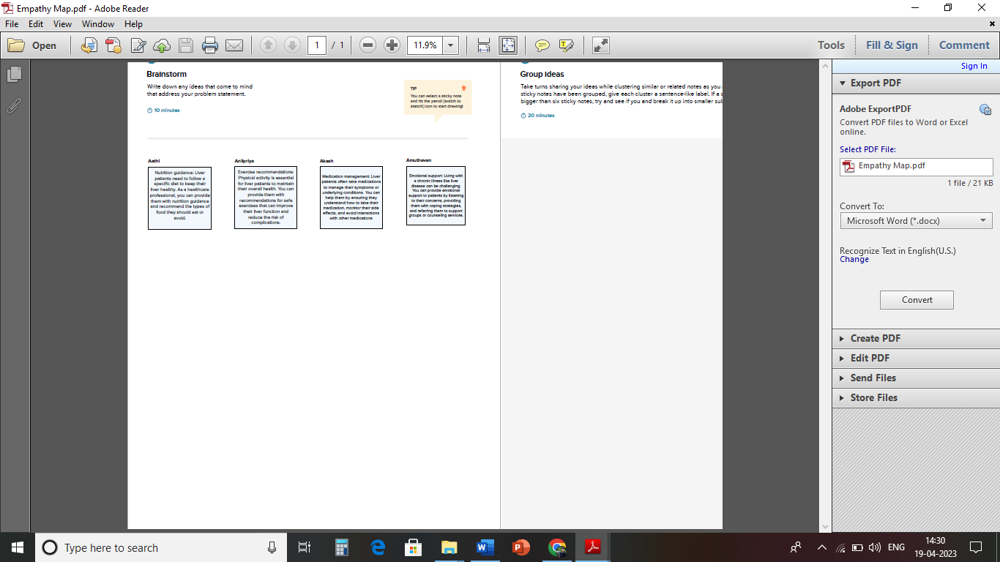 Empathy Map.pdf - Adobe Reader
File Edit View Window Help
Open
1 / 1
11.9%
Tools
Fill & Sign
Comment
Brainstorm
Write down any ideas that come to mind
that address your problem statement.
10 minutes
TIP
You can select a sticky note
and hit the pencil [switch to
sketch] icon to start drawing!
Aathi
Nutrition guidance: Liver
patients need to follow a
specific diet to keep their
liver healthy. As a healthcare
professional, you can provide
them with nutrition guidance
and recommend the types of
food they should eat or
avoid.
Anlipriya
Exercise recommendations:
Physical activity is essential
for liver patients to maintain
their overall health. You can
provide them with
recommendations for safe
exercises that can improve
their liver function and
reduce the risk of
complications.
Akash
Medication management: Liver
patients often take medications
to manage their symptoms or
underlying conditions. You can
help them by ensuring they
understand how to take their
medication, monitor their side
effects, and avoid interactions
with other medications
Amuthavan
Emotional support: Living with
a chronic illness like liver
disease can be challenging.
You can provide emotional
support to patients by listening
to their concerns, providing
them with coping strategies,
and referring them to support
groups or counseling services.
Group Ideas
Take turns sharing your ideas while clustering similar or related notes as you
sticky notes have been grouped, give each cluster a sentence-like label. If a
bigger than six sticky notes, try and see if you and break it up into smaller
20 minutes
Sign In
Export PDF
Adobe ExportPDF
Convert PDF files to Word or Excel
online.
Select PDF File:
Empathy Map.pdf
1 file / 21 KB
Convert To:
Microsoft Word (*.docx)
Recognize Text in English(U.S.)
Change
Convert
Create PDF
Edit PDF
Send Files
Store Files
Type here to search
ENG
14:30
19-04-2023